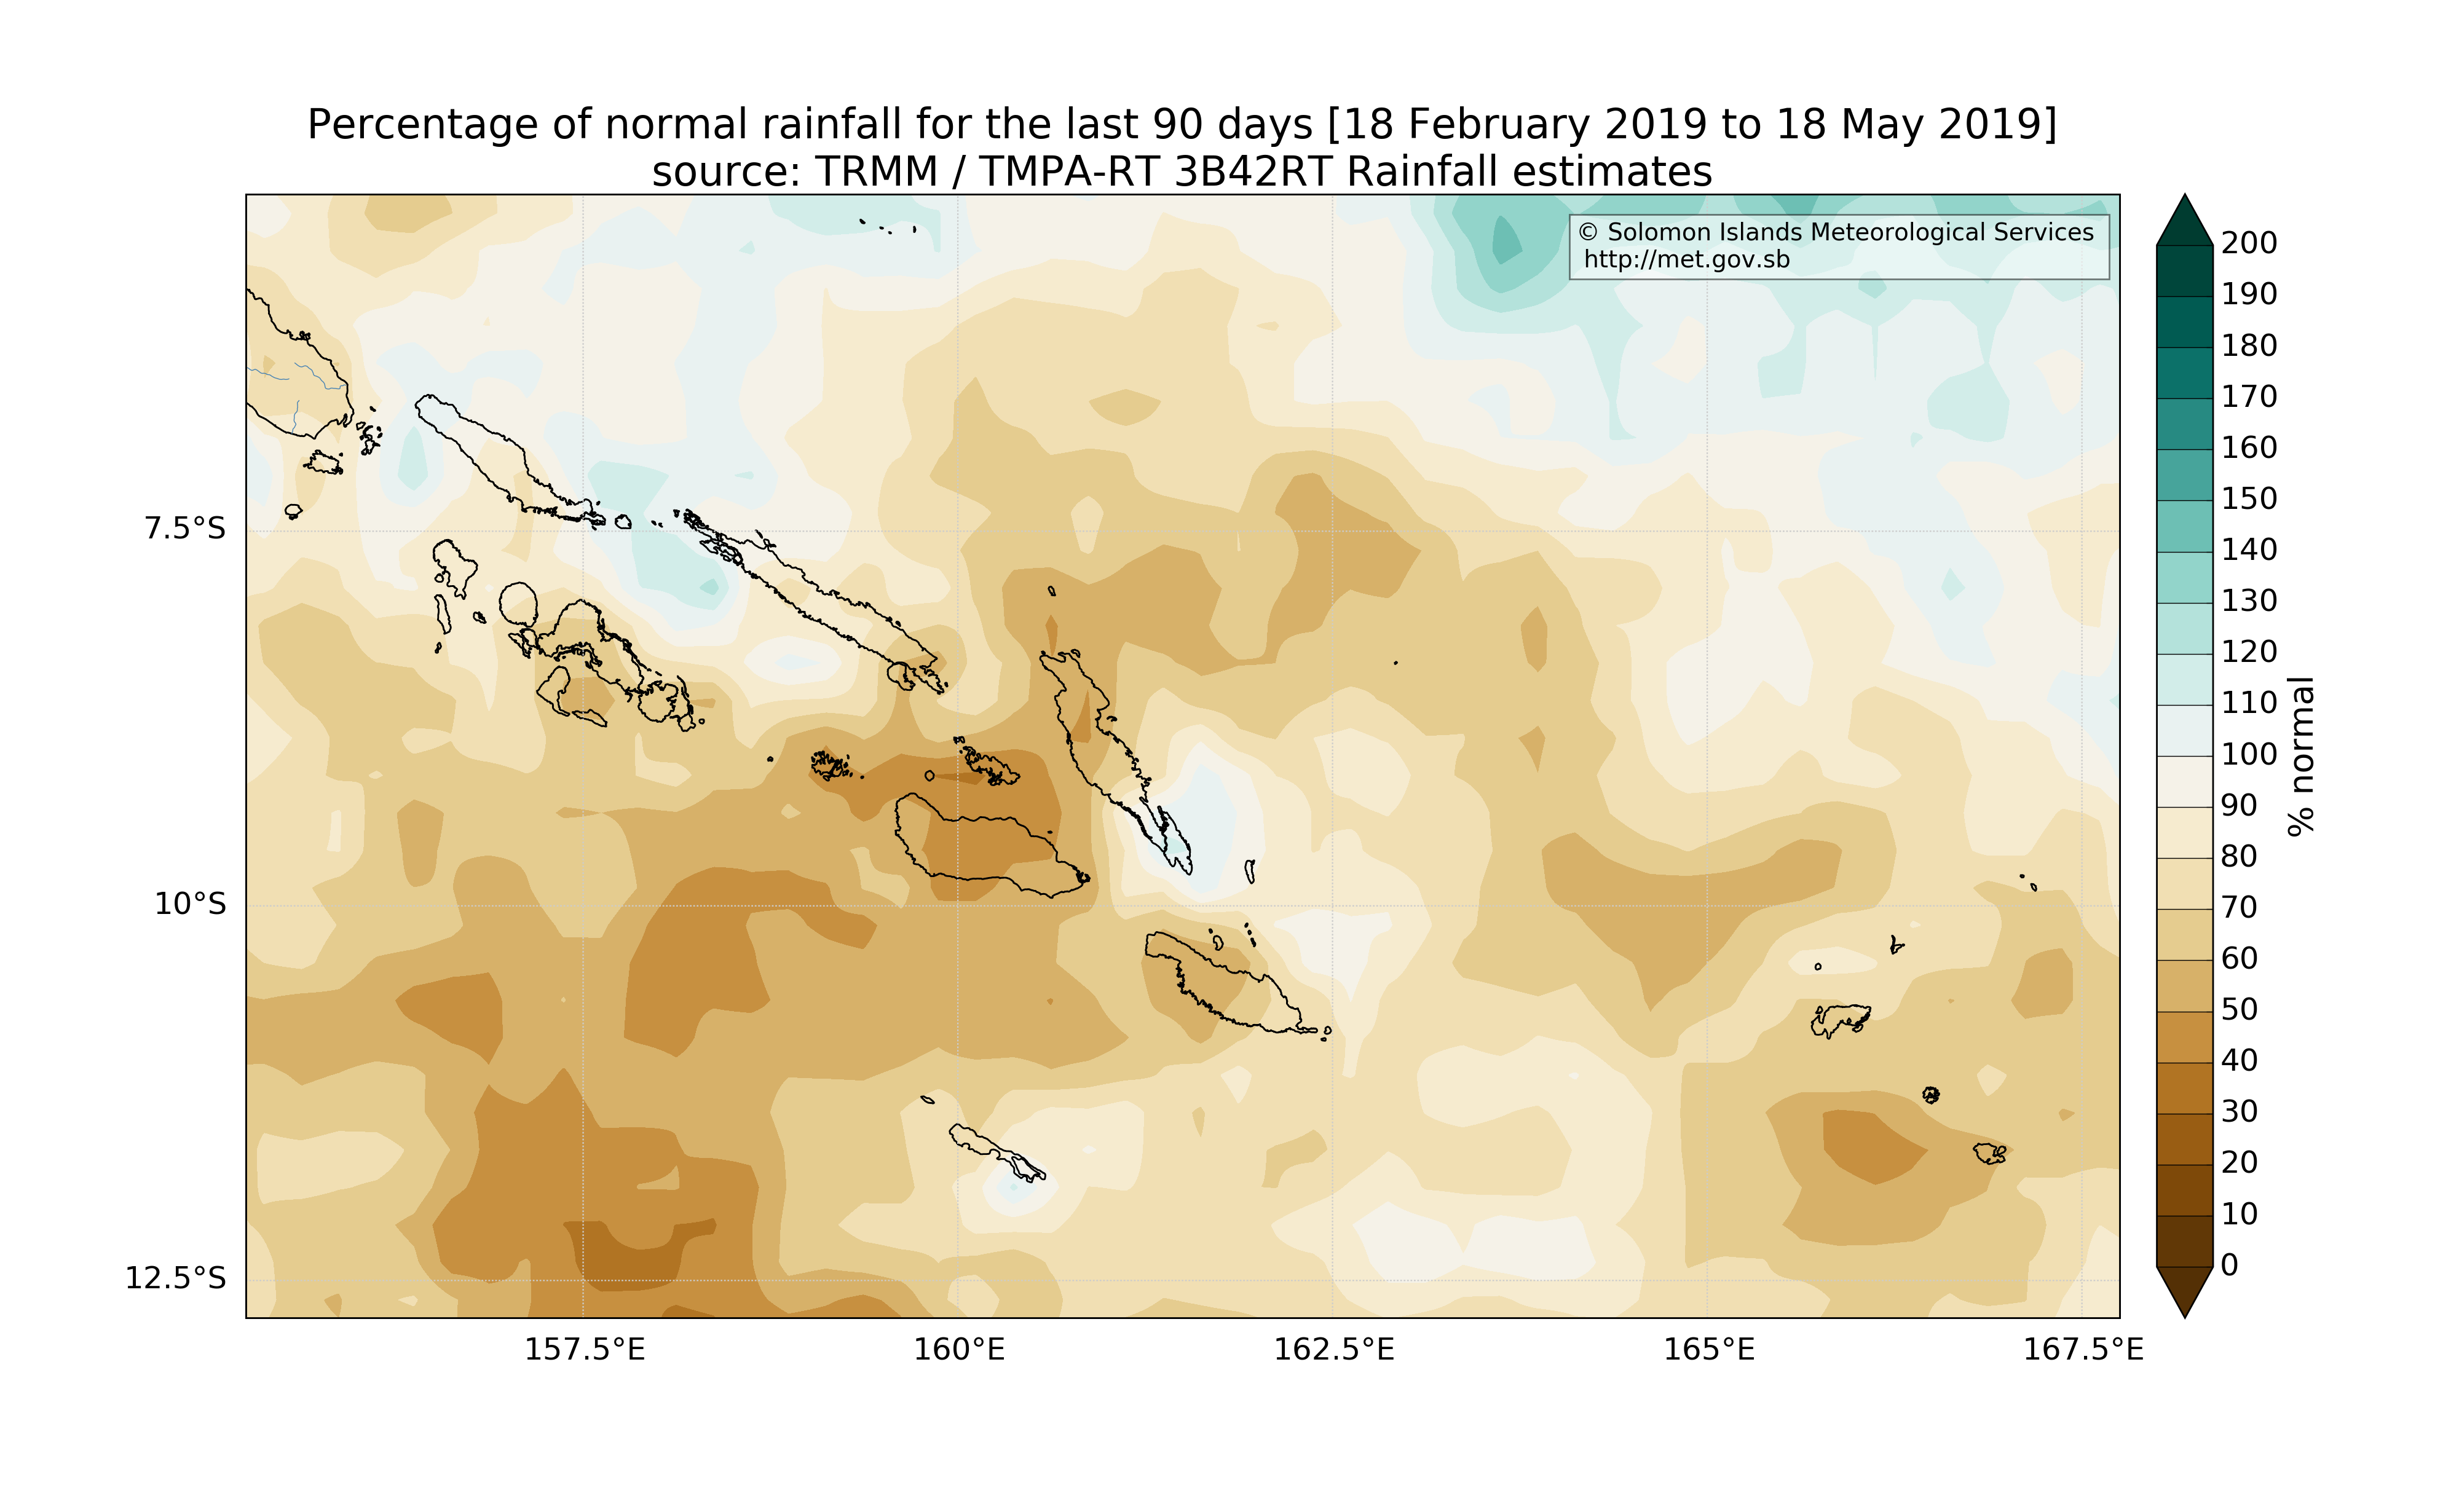 Percentage of normal rainfall for the last 90 days [18 February 2019 to 18 May 2019]
source: TRMM / TMPA-RT 3B42RT Rainfall estimates
© Solomon Islands Meteorological Services
http://met.gov.sb
7.5°S
10°S
12.5°S
157.5°E
160°E
162.5°E
165°E
167.5°E
200
190
180
170
160
150
140
130
120
110
100
90
80
70
60
50
40
30
20
10
0
% normal